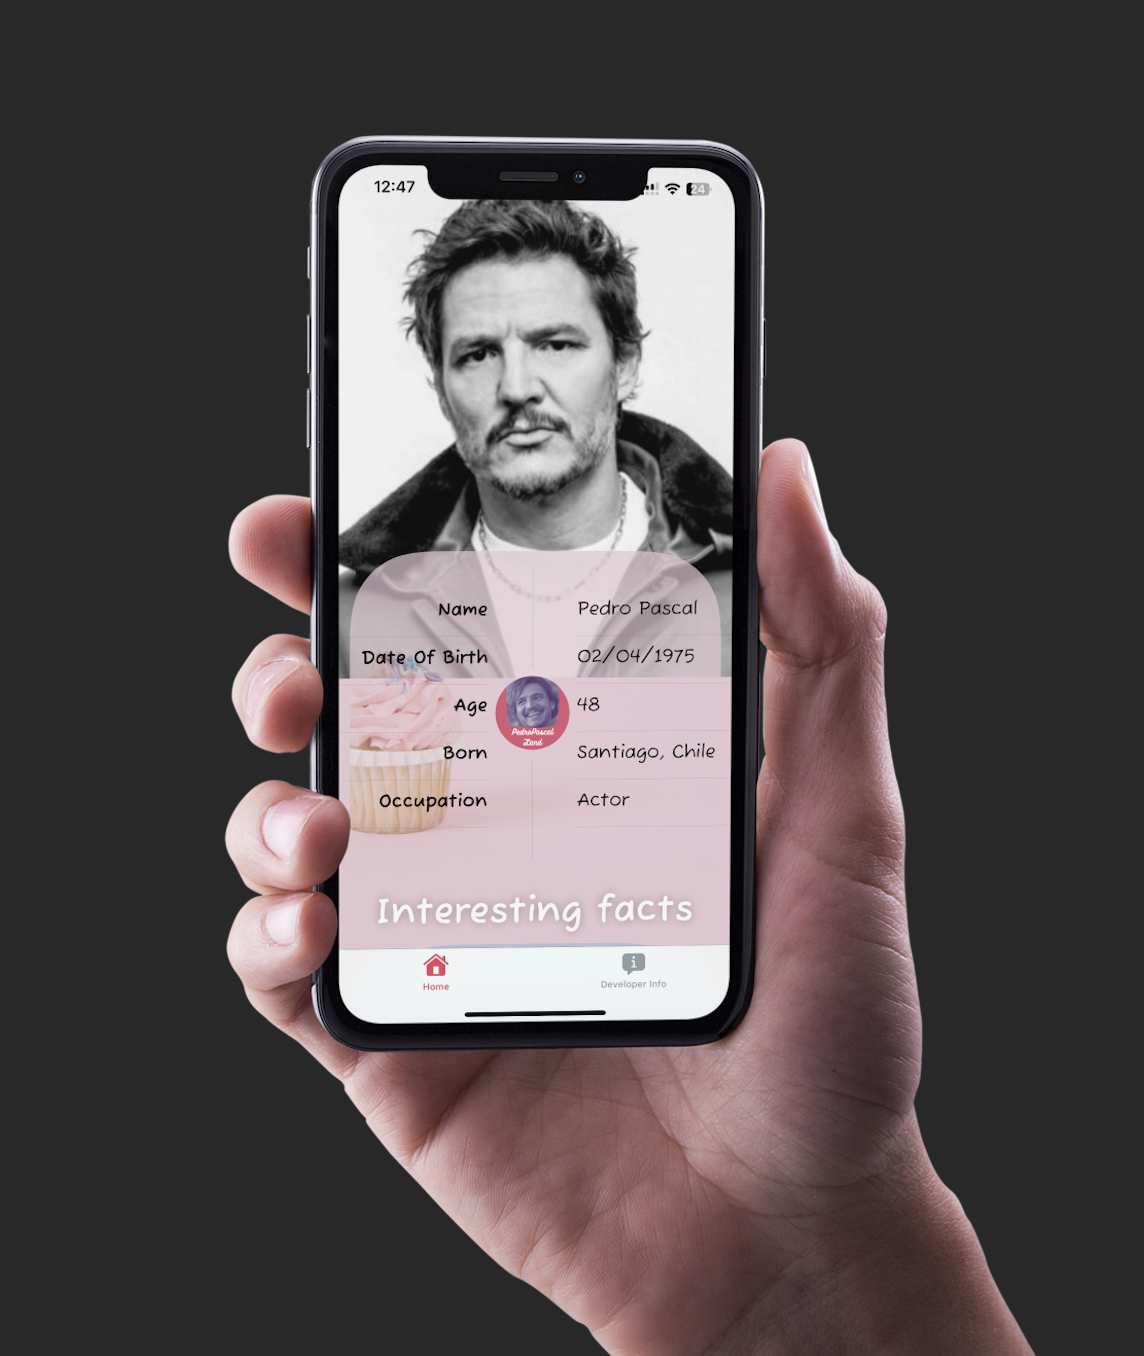 12:47
24
Name Pedro Pascal
Date Of Birth 02/04/1975
Age 48
PedroPascal
Land
Born Santiago, Chile
Occupation Actor
Interesting facts
Home Developer Info